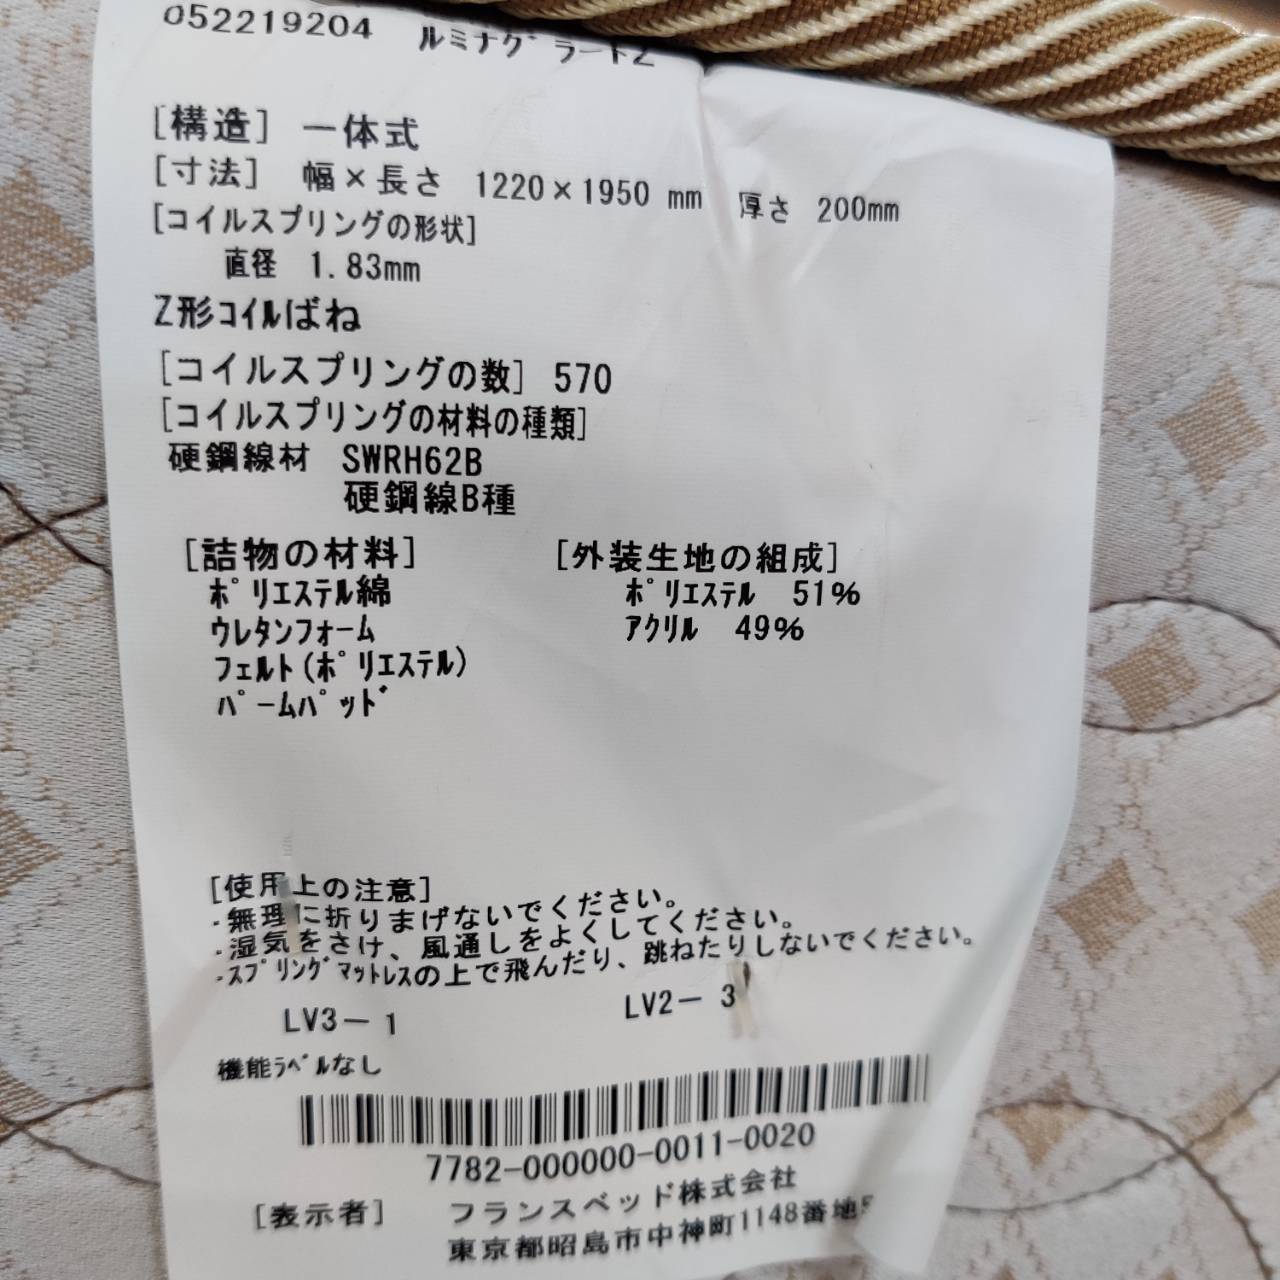 052219204 ルミナグラートZ
[構造] 一体式
[寸法] 幅×長さ 1220×1950 mm 厚さ 200mm
[コイルスプリングの形状]
直径 1.83mm
Z形コイルばね
[コイルスプリングの数] 570
[コイルスプリングの材料の種類]
硬鋼線材 SWRH62B
硬鋼線B種
[詰物の材料] [外装生地の組成]
ポリエステル綿 ポリエステル 51%
ウレタンフォーム アクリル 49%
フェルト(ポリエステル)
パームパッド
[使用上の注意]
・無理に折りまげないでください。
・湿気をさけ、風通しをよくしてください。
・スプリングマットレスの上で飛んだり、跳ねたりしないでください。
LV3－1 LV2－3
機能ラベルなし
7782-000000-0011-0020
[表示者] フランスベッド株式会社
東京都昭島市中神町1148番地5